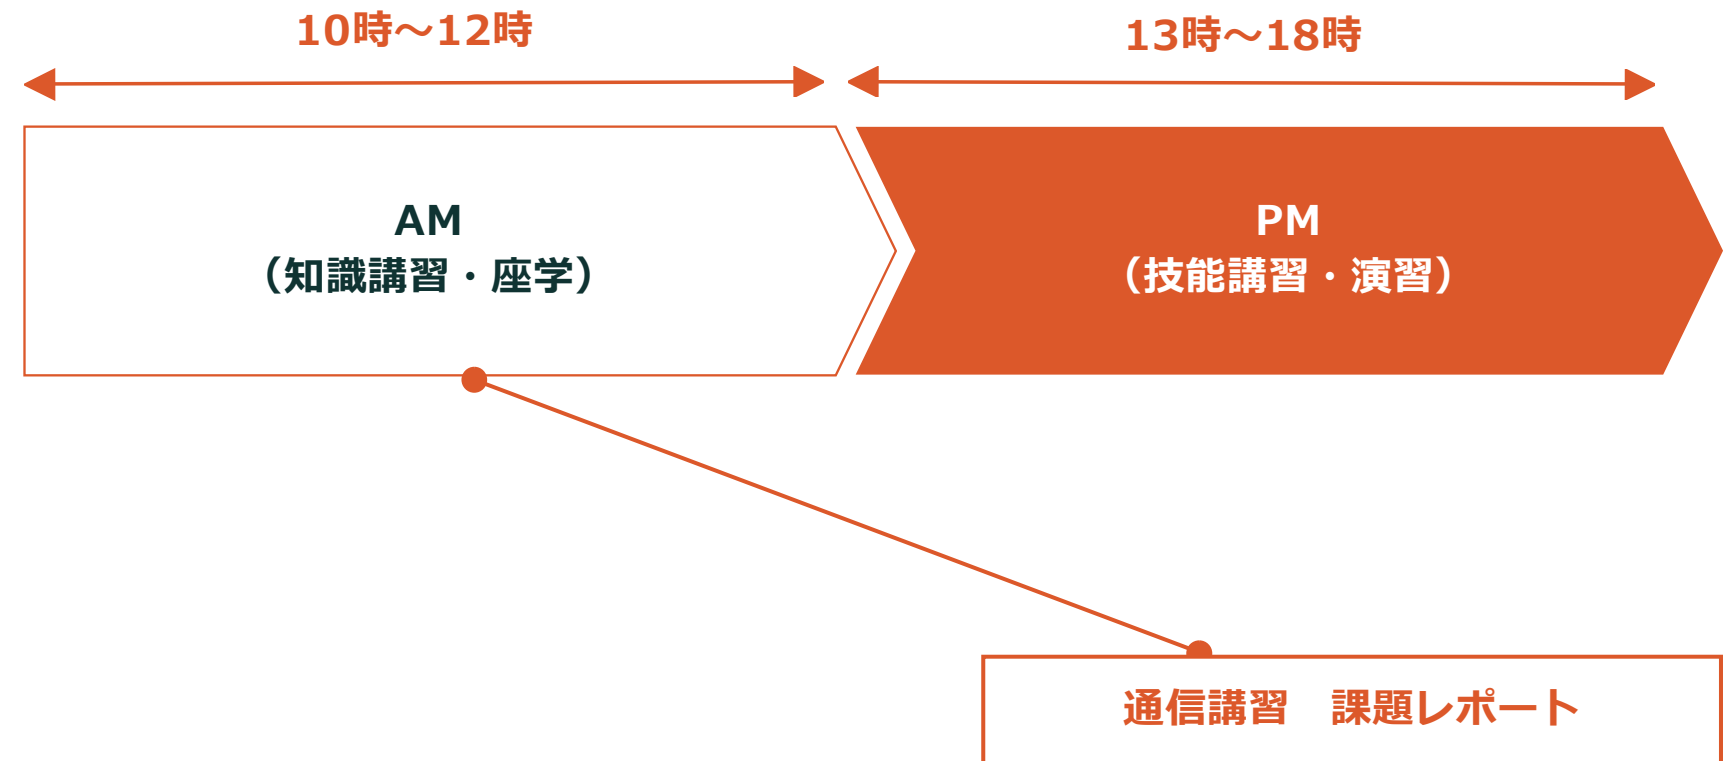 10時～12時
13時～18時
AM
（知識講習・座学）
PM
（技能講習・演習）
通信講習　課題レポート